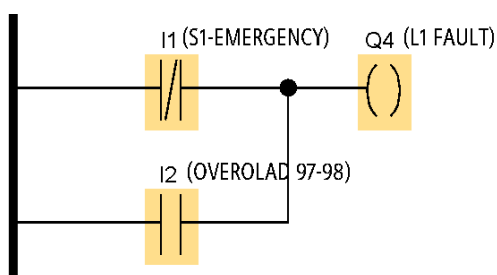 I1 (S1-EMERGENCY) Q4 (L1 FAULT)
I2 (OVEROLAD 97-98)